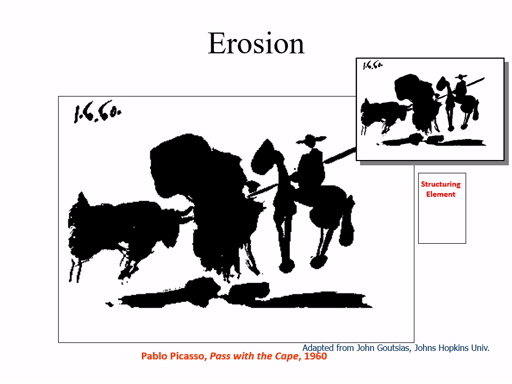 Erosion
1.6.60.
1.6.60.
Structuring
Element
Adapted from John Goutsias, Johns Hopkins Univ.
Pablo Picasso, Pass with the Cape, 1960